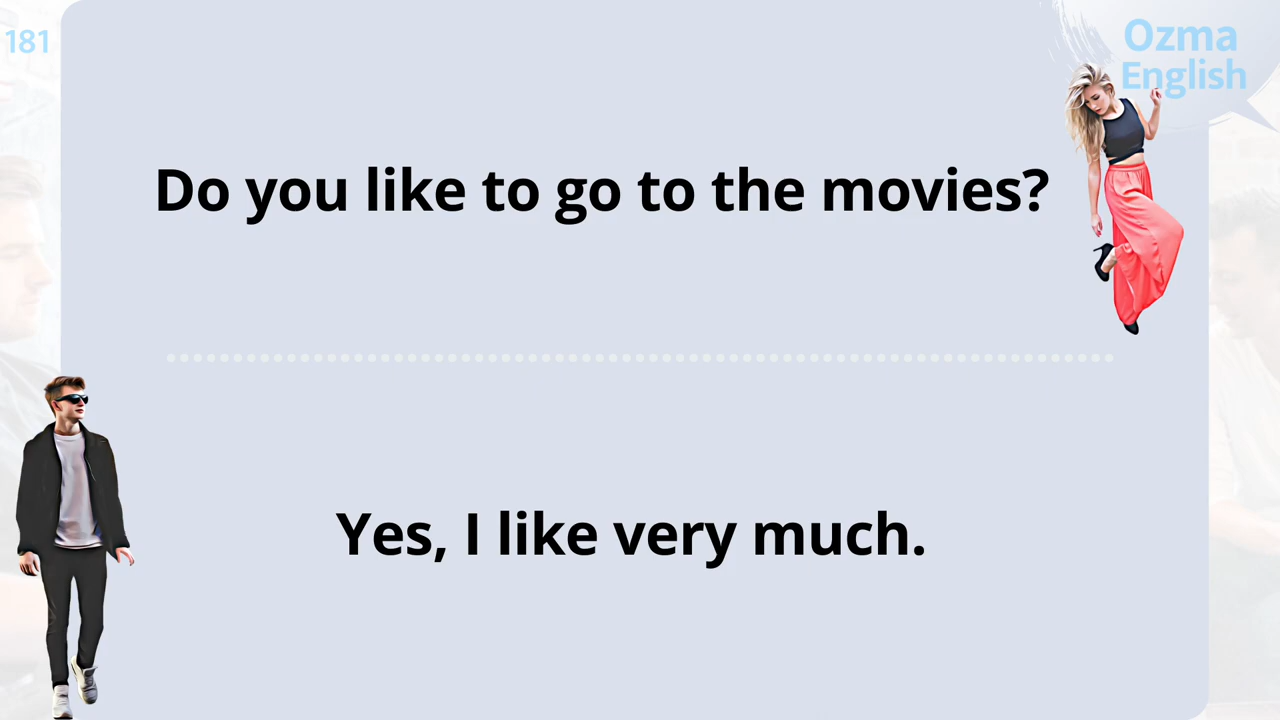 181
Ozma
English
Do you like to go to the movies?
Yes, I like very much.